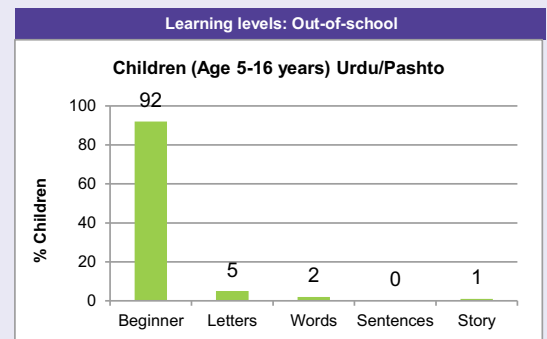 Learning levels: Out-of-school
Children (Age 5-16 years) Urdu/Pashto
% Children
100
80
60
40
20
0
92
5
2
0
1
Beginner Letters Words Sentences Story